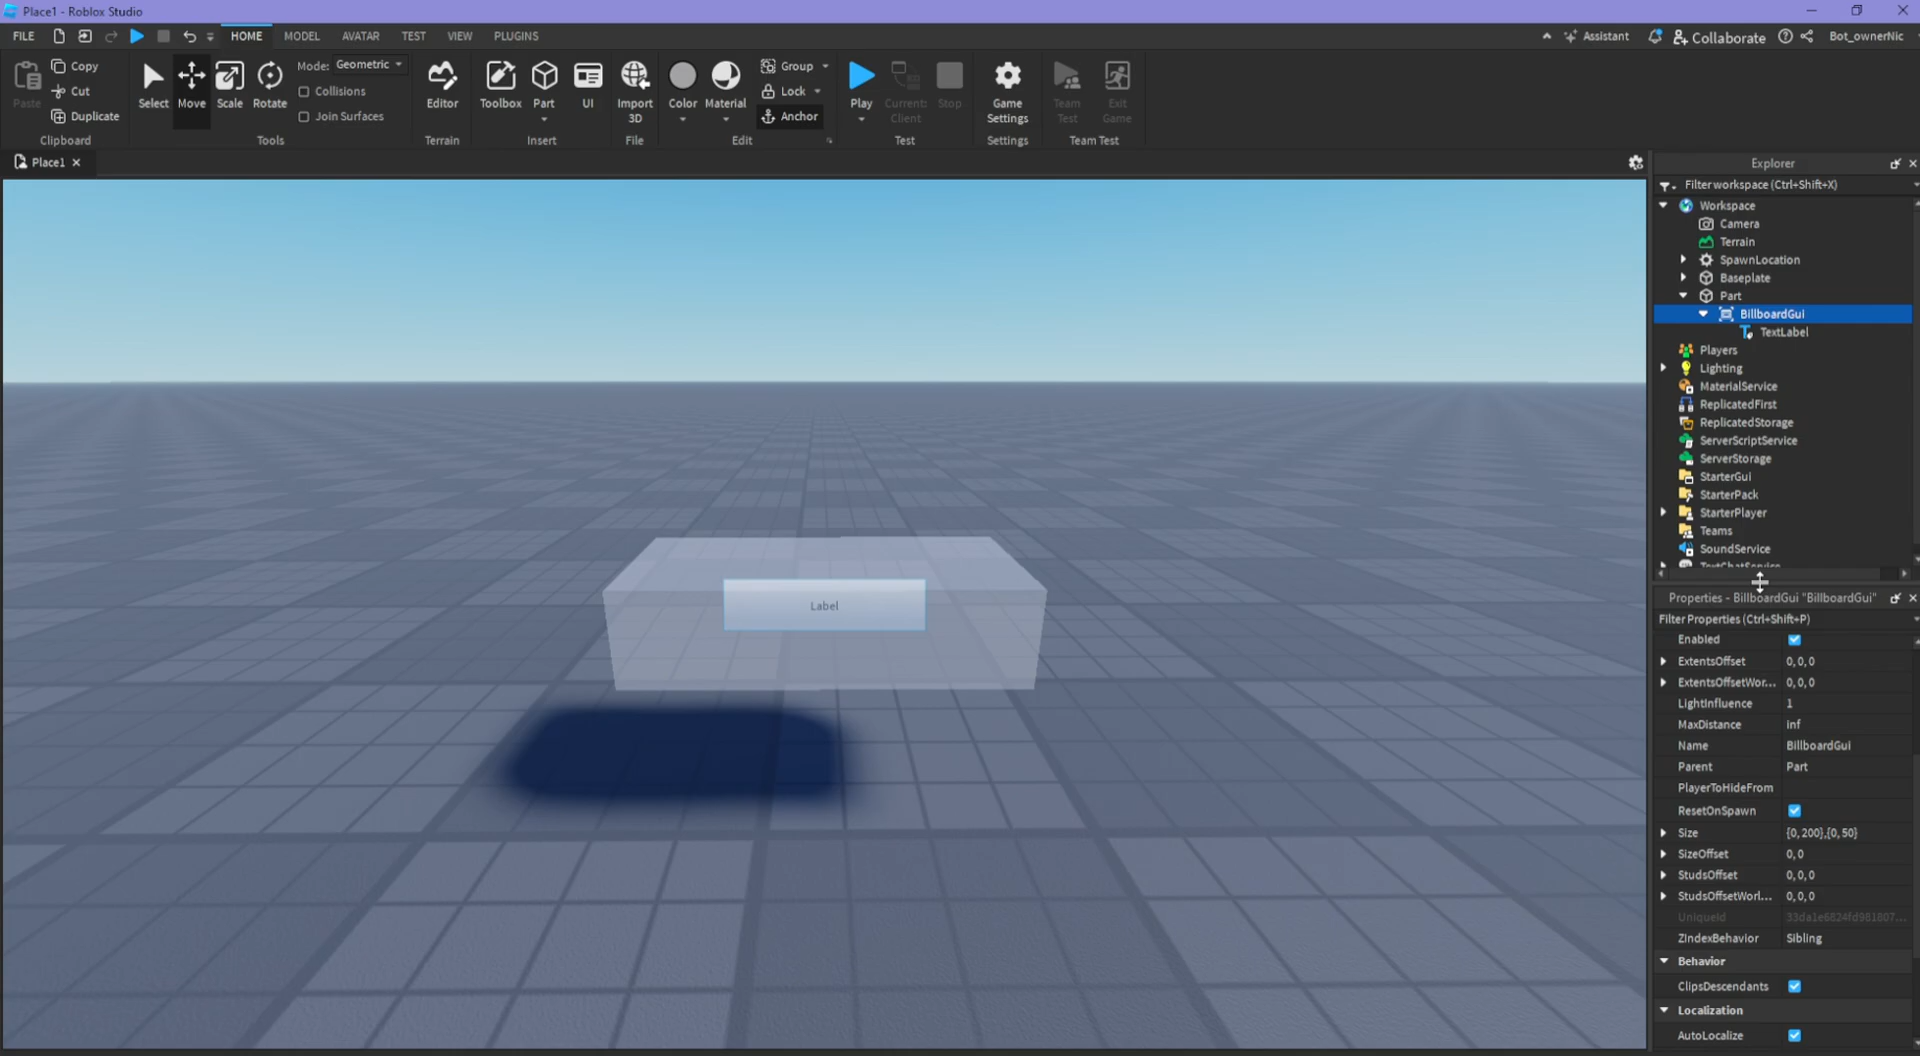 Place1 - Roblox Studio
FILE HOME MODEL AVATAR TEST VIEW PLUGINS Assistant Collaborate Bot_ownerNic
Paste Copy Cut Duplicate
Clipboard
Select Move Scale Rotate
Mode: Geometric
Collisions
Join Surfaces
Tools
Editor
Terrain
Toolbox Part UI
Insert
Import 3D
File
Color Material
Group
Lock
Anchor
Edit
Play Current: Client Stop
Test
Game Settings
Settings
Team Test Exit Game
Team Test
Place1
Label
Explorer
Filter workspace (Ctrl+Shift+X)
Workspace
Camera
Terrain
SpawnLocation
Baseplate
Part
BillboardGui
TextLabel
Players
Lighting
MaterialService
ReplicatedFirst
ReplicatedStorage
ServerScriptService
ServerStorage
StarterGui
StarterPack
StarterPlayer
Teams
SoundService
TextChatService
Properties - BillboardGui "BillboardGui"
Filter Properties (Ctrl+Shift+P)
Enabled
ExtentsOffset 0, 0, 0
ExtentsOffsetWor... 0, 0, 0
LightInfluence 1
MaxDistance inf
Name BillboardGui
Parent Part
PlayerToHideFrom
ResetOnSpawn
Size {0, 200},{0, 50}
SizeOffset 0, 0
StudsOffset 0, 0, 0
StudsOffsetWorl... 0, 0, 0
UniqueId 33da1e6824fd981807...
ZIndexBehavior Sibling
Behavior
ClipsDescendants
Localization
AutoLocalize